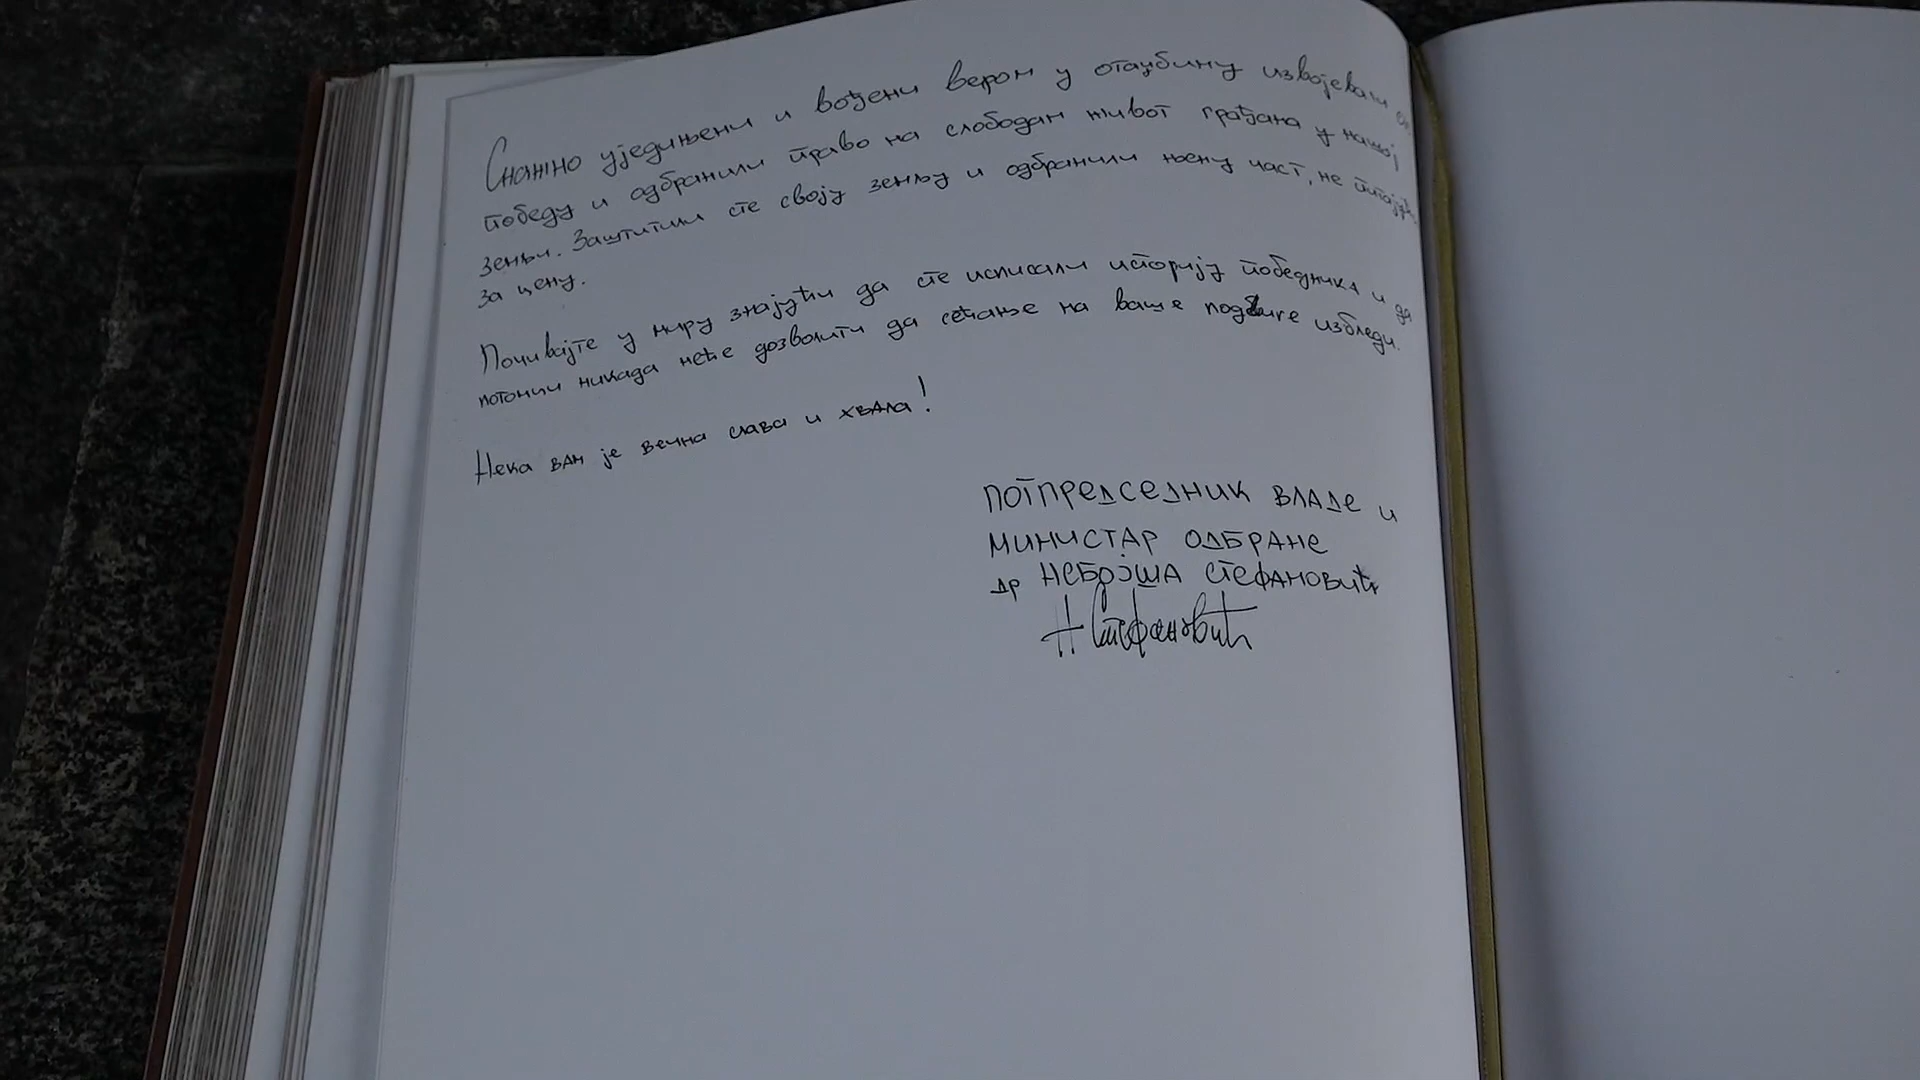 Снажно уједињени и вођени вером у отаџбину извојевали сте
победу и одбранили право на слободан живот грађана у нашој
земљи. Заштитили сте своју земљу и одбранили њену част, не питајући
за цену.
Почивајте у миру знајући да сте исписали историју победника и да
потомци никада неће дозволити да сећање на ваше подвиге избледи.
Нека вам је вечна слава и хвала!
ПОТПРЕДСЕДНИК ВЛАДЕ и
МИНИСТАР ОДБРАНЕ
ДР НЕБОЈША СТЕФАНОВИЋ
Н Стефановић